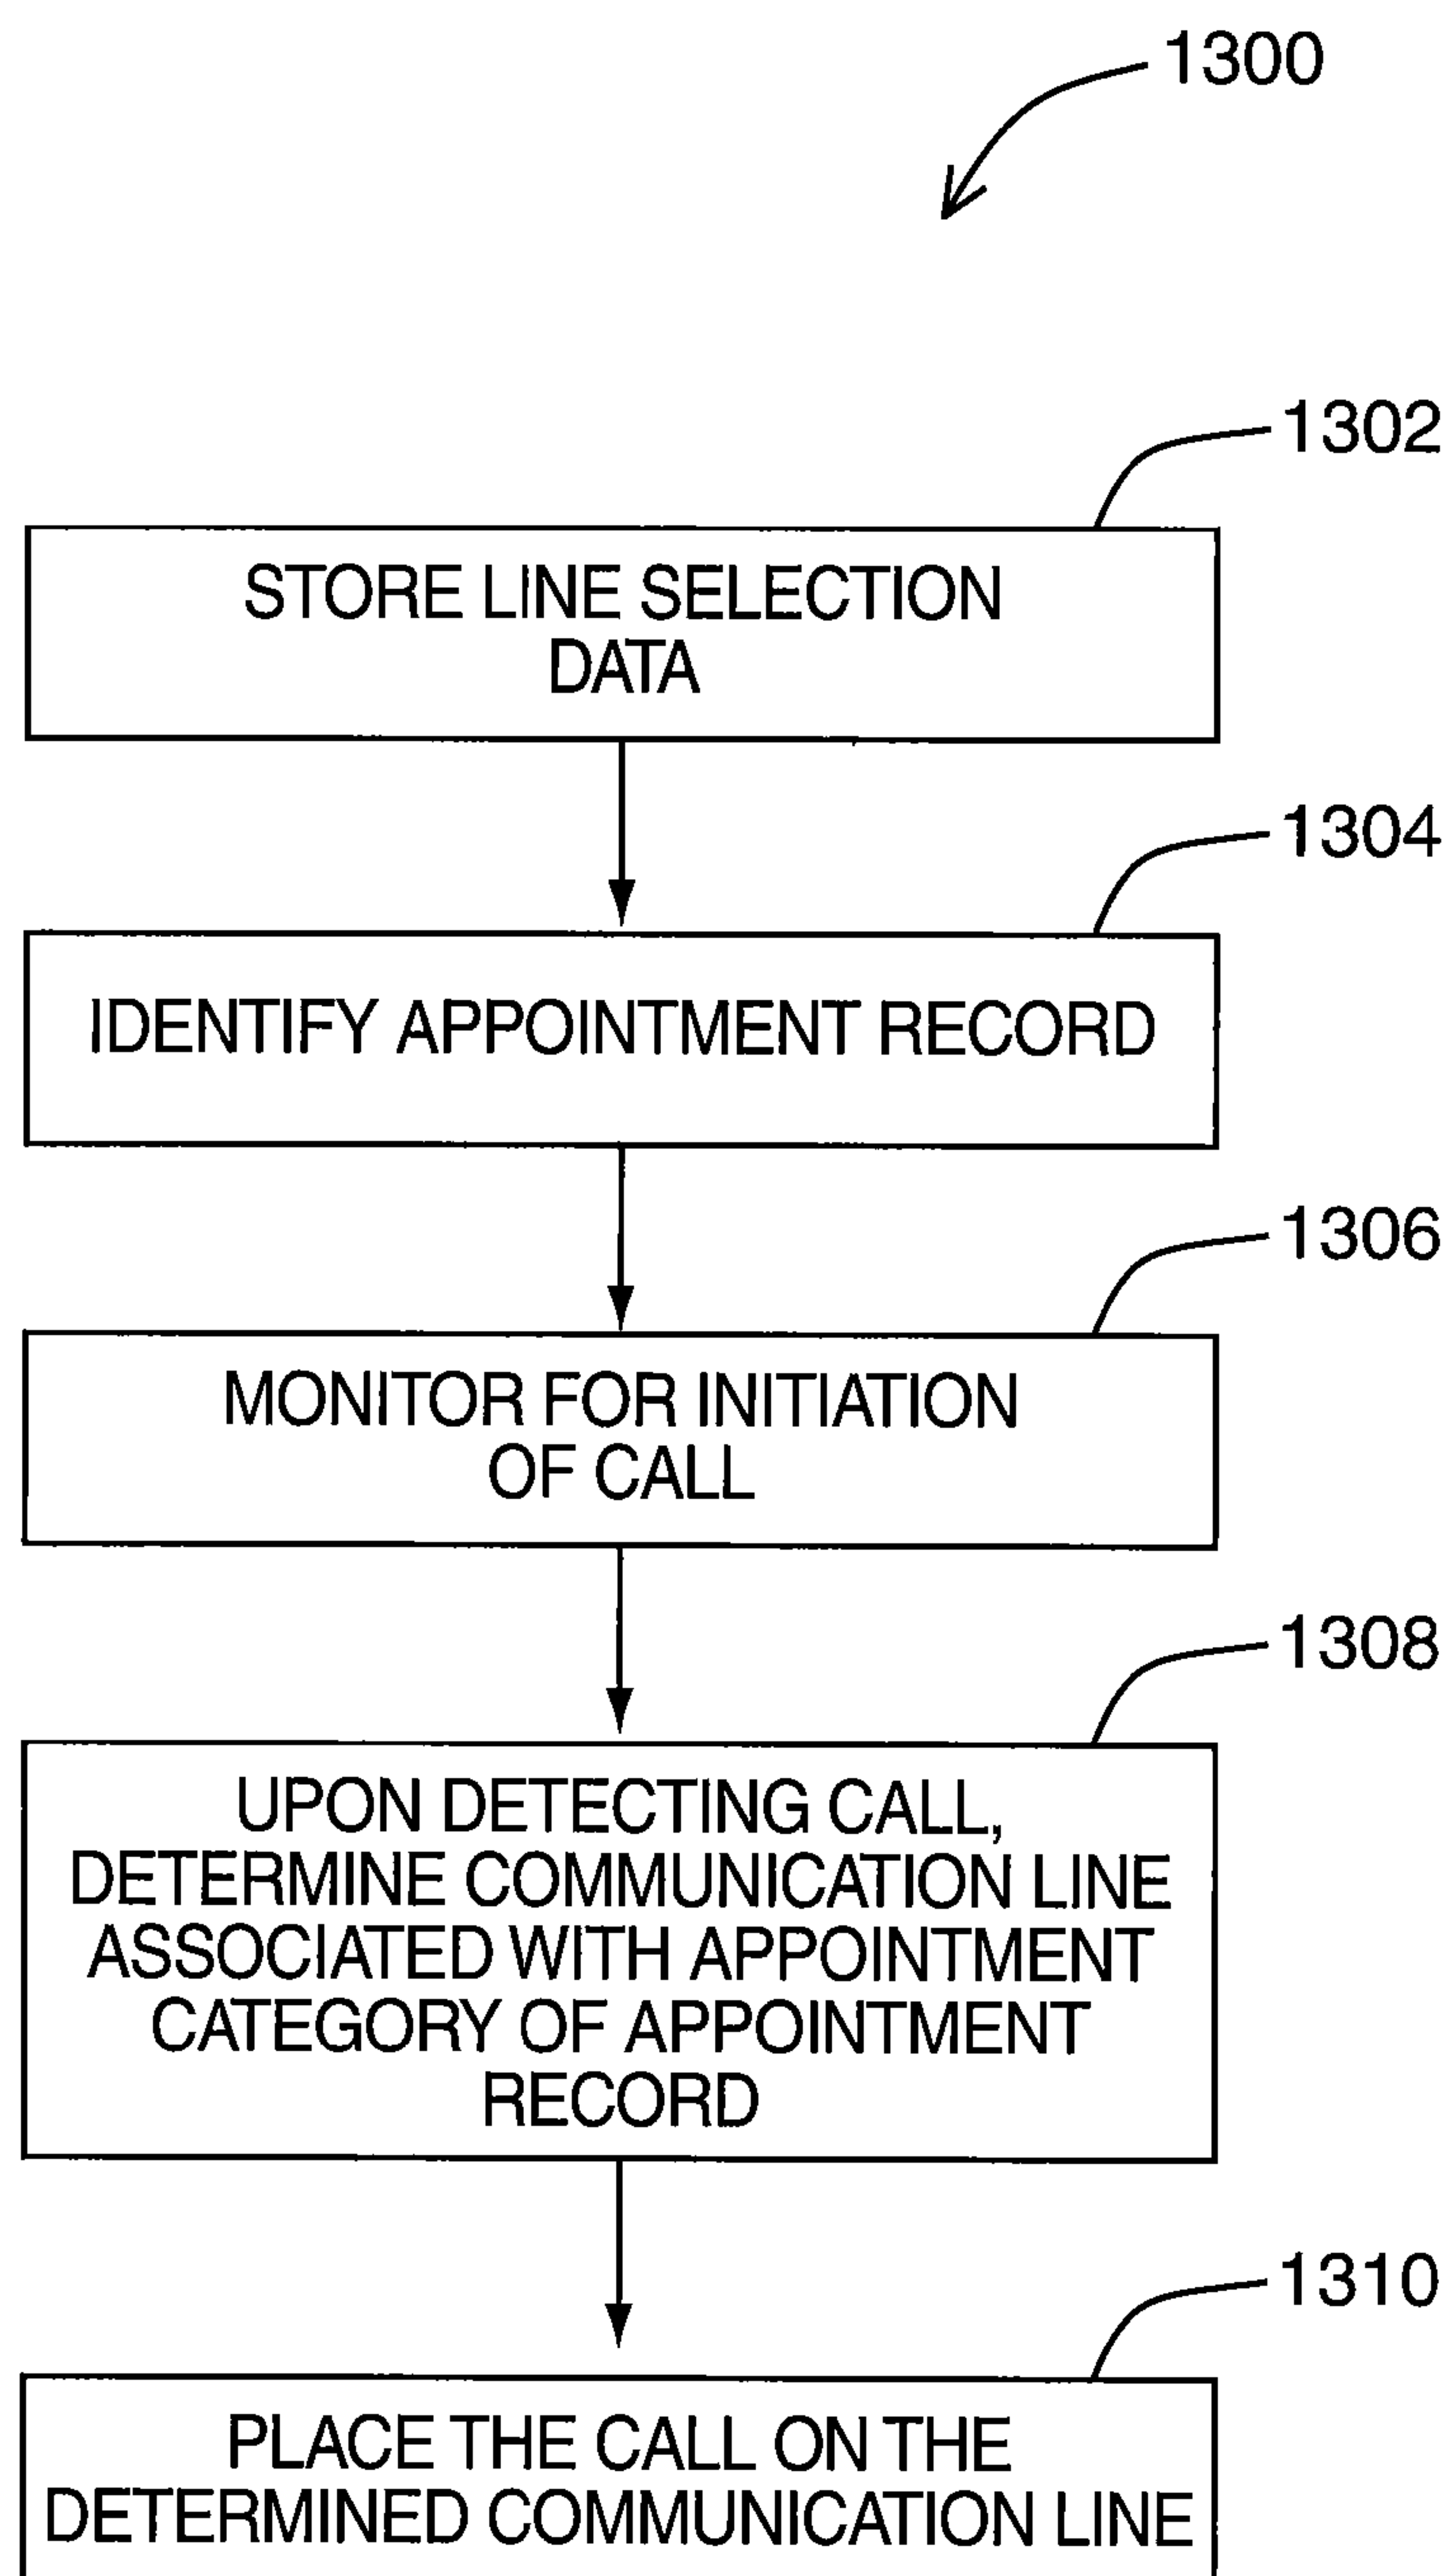 1300
1302
STORE LINE SELECTION
DATA
1304
IDENTIFY APPOINTMENT RECORD
1306
MONITOR FOR INITIATION
OF CALL
1308
UPON DETECTING CALL,
DETERMINE COMMUNICATION LINE
ASSOCIATED WITH APPOINTMENT
CATEGORY OF APPOINTMENT
RECORD
1310
PLACE THE CALL ON THE
DETERMINED COMMUNICATION LINE